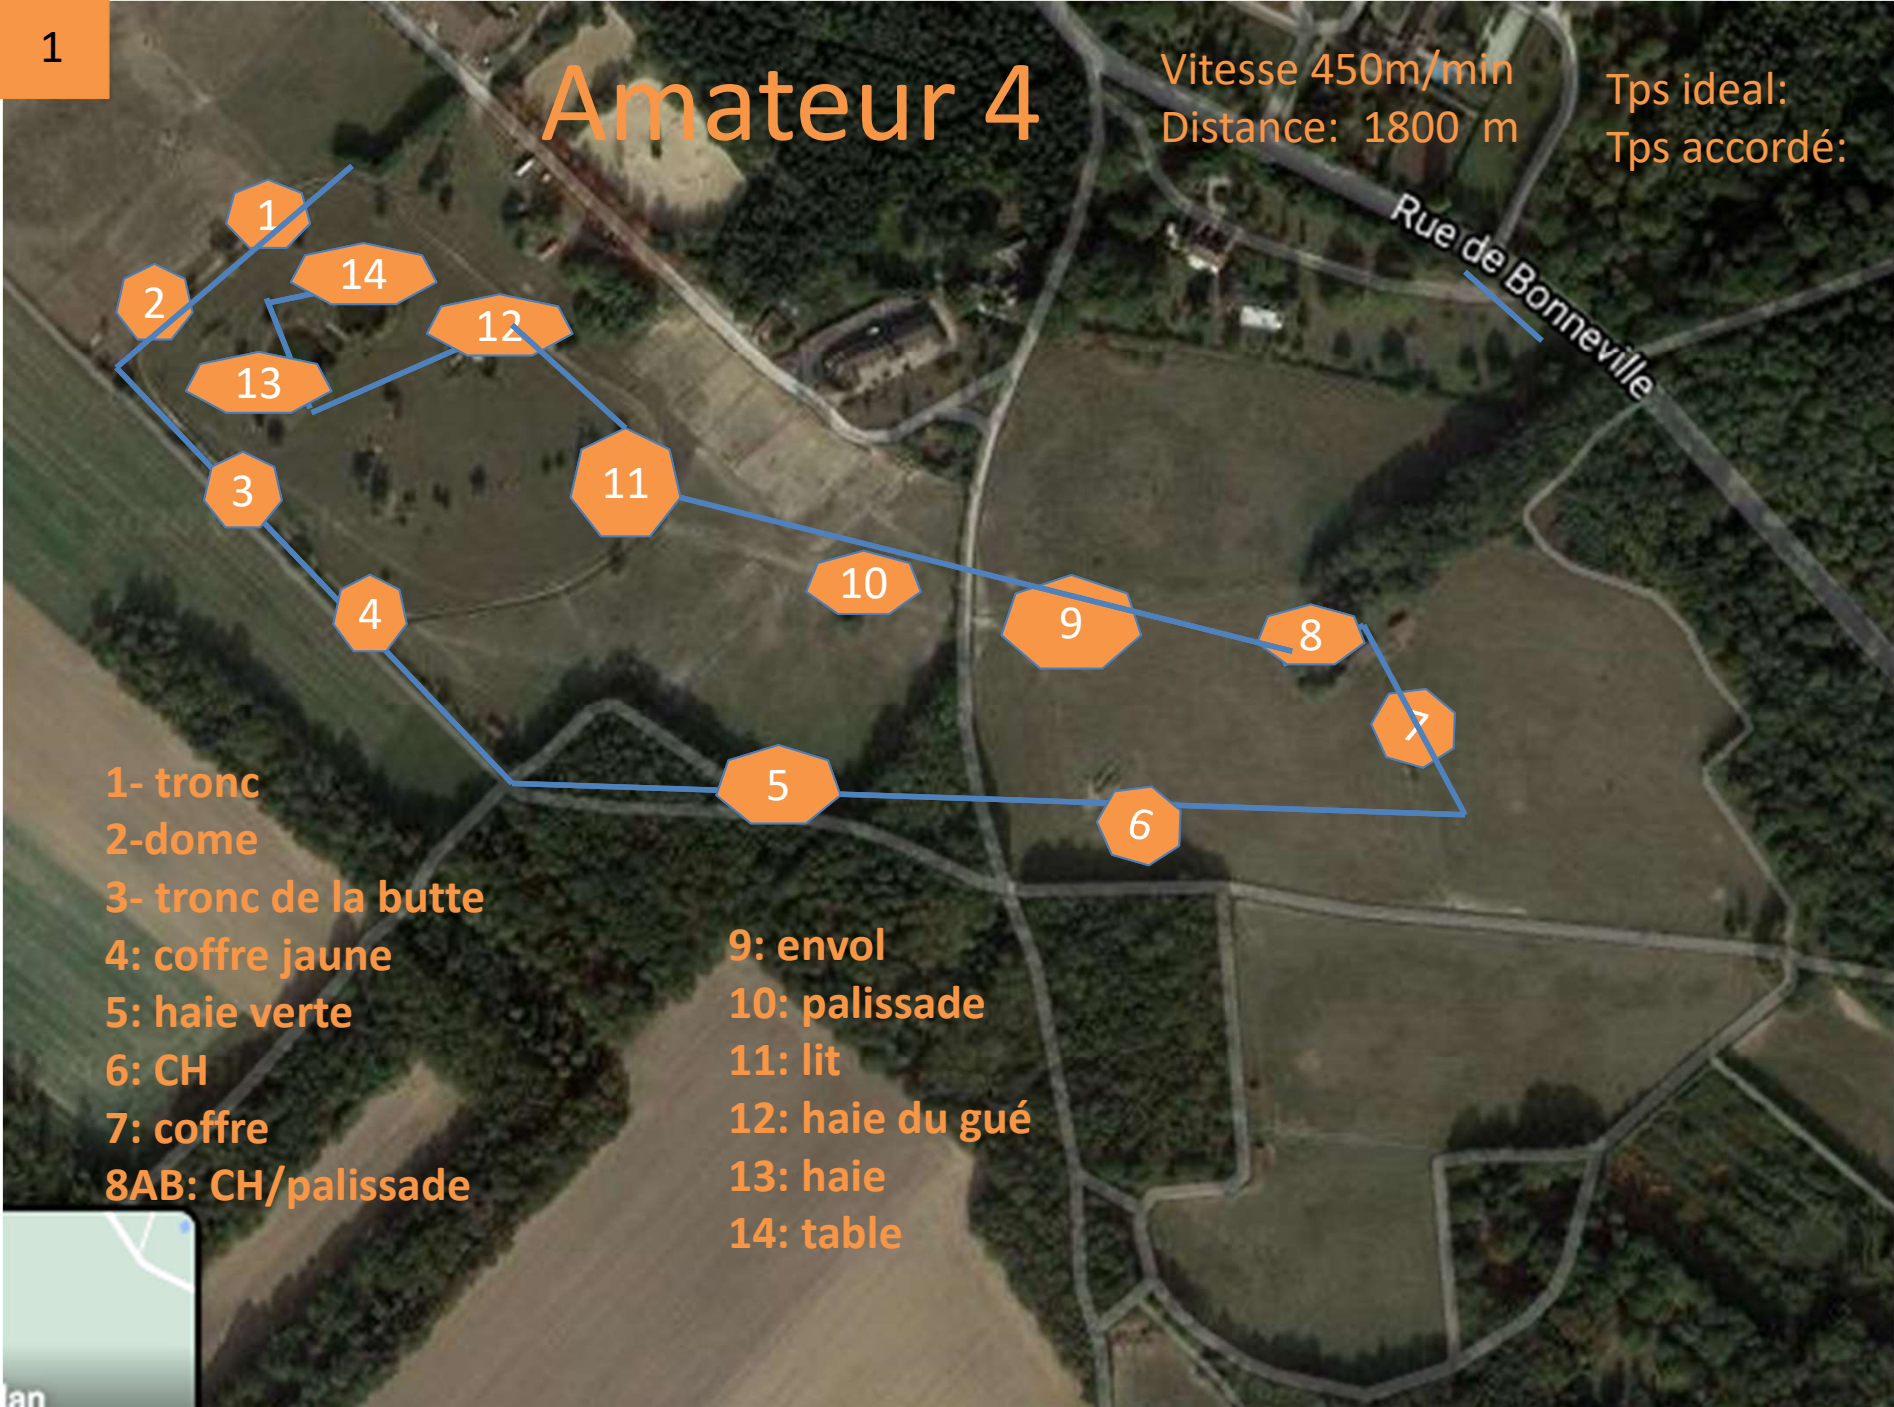 1
Amateur 4
Vitesse 450m/min
Distance: 1800 m
Tps ideal:
Tps accordé:
Rue de Bonneville
1
2
14
12
13
3
11
4
10
9
8
7
5
6
1- tronc
2-dome
3- tronc de la butte
4: coffre jaune
5: haie verte
6: CH
7: coffre
8AB: CH/palissade
9: envol
10: palissade
11: lit
12: haie du gué
13: haie
14: table
lan